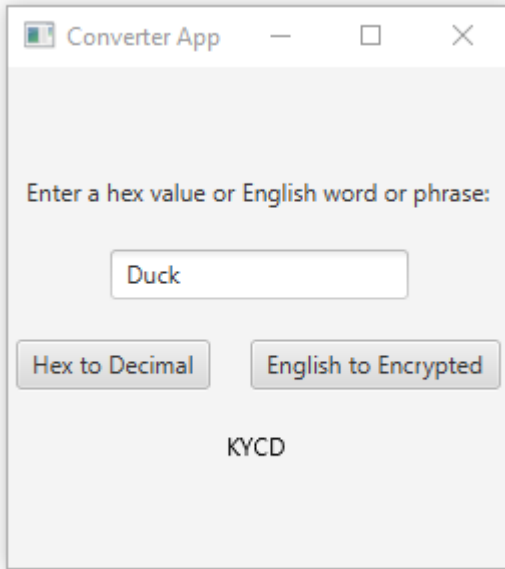 Converter App
Enter a hex value or English word or phrase:
Duck
Hex to Decimal English to Encrypted
KYCD